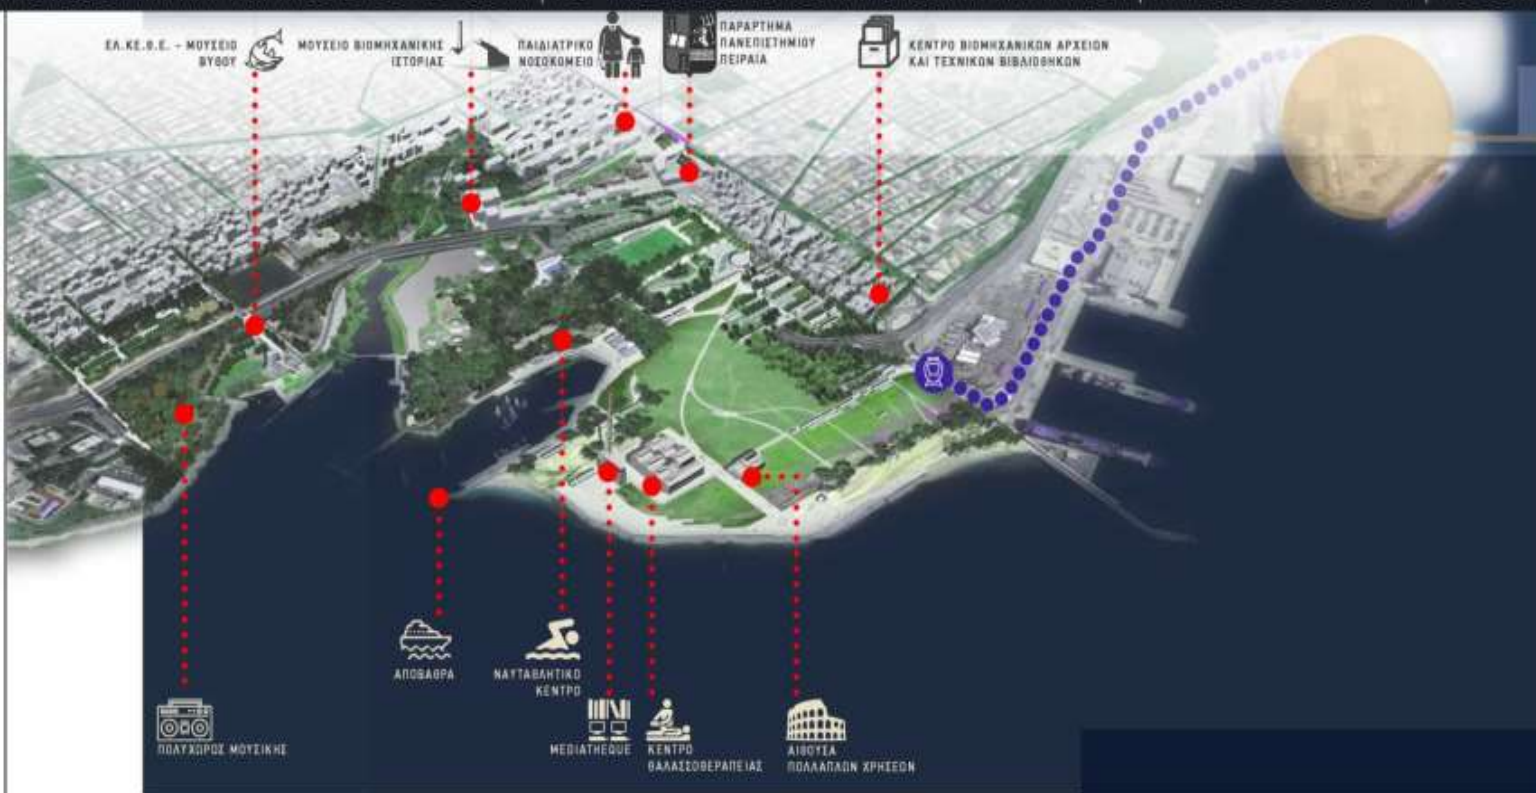 ΕΛ.ΚΕ.Θ.Ε. - ΜΟΥΣΕΙΟ
ΒΥΘΟΥ
ΜΟΥΣΕΙΟ ΒΙΟΜΗΧΑΝΙΚΗΣ
ΙΣΤΟΡΙΑΣ
ΠΑΙΔΙΑΤΡΙΚΟ
ΝΟΣΟΚΟΜΕΙΟ
ΠΑΡΑΡΤΗΜΑ
ΠΑΝΕΠΙΣΤΗΜΙΟΥ
ΠΕΙΡΑΙΑ
ΚΕΝΤΡΟ ΒΙΟΜΗΧΑΝΙΚΩΝ ΑΡΧΕΙΩΝ
ΚΑΙ ΤΕΧΝΙΚΩΝ ΒΙΒΛΙΟΘΗΚΩΝ
ΑΠΟΒΑΘΡΑ
ΝΑΥΤΑΘΛΗΤΙΚΟ
ΚΕΝΤΡΟ
ΠΟΛΥΧΩΡΟΣ ΜΟΥΣΙΚΗΣ
MEDIATHEQUE
ΚΕΝΤΡΟ
ΘΑΛΑΣΣΟΘΕΡΑΠΕΙΑΣ
ΑΙΘΟΥΣΑ
ΠΟΛΛΑΠΛΩΝ ΧΡΗΣΕΩΝ